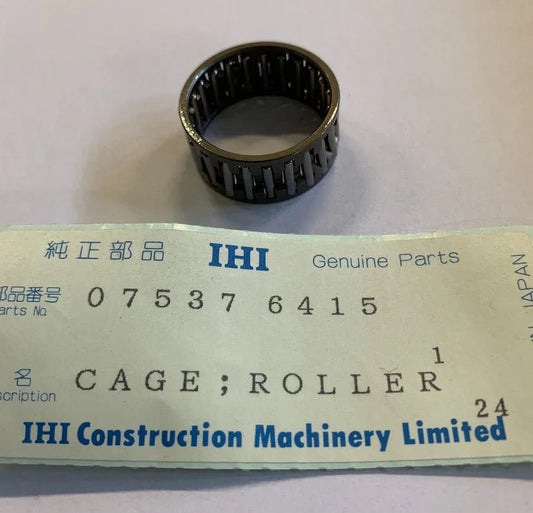 純正部品 IHI Genuine Parts
部品番号 07537 6415
arts No.
名 CAGE;ROLLER 1
cription
24
IHI Construction Machinery Limited
JAPAN